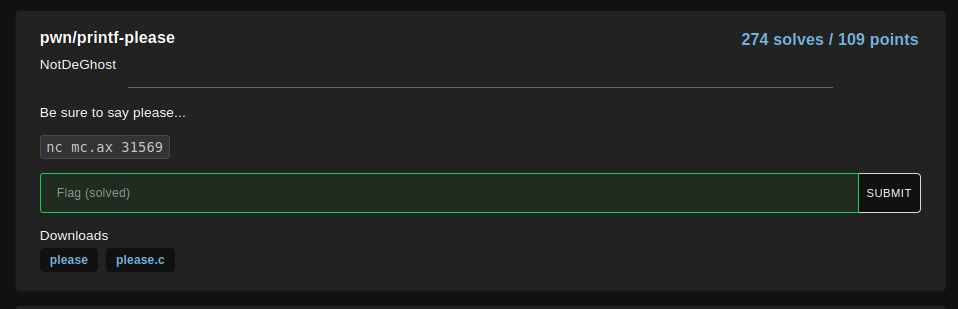 pwn/printf-please
274 solves / 109 points
NotDeGhost
Be sure to say please...
nc mc.ax 31569
Flag (solved)
SUBMIT
Downloads
please
please.c